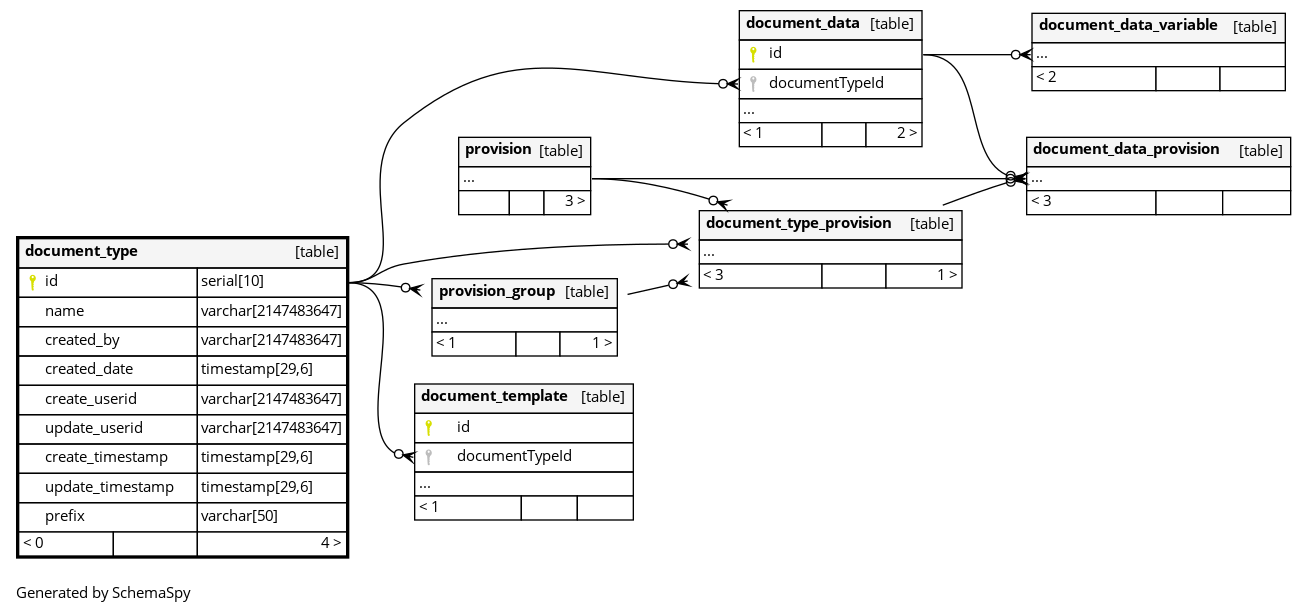 document_data [table]
id
documentTypeId
...
< 1 2 >
document_data_variable [table]
...
< 2
provision [table]
...
3 >
document_data_provision [table]
...
< 3
document_type_provision [table]
...
< 3 1 >
document_type [table]
id serial[10]
name varchar[2147483647]
created_by varchar[2147483647]
created_date timestamp[29,6]
create_userid varchar[2147483647]
update_userid varchar[2147483647]
create_timestamp timestamp[29,6]
update_timestamp timestamp[29,6]
prefix varchar[50]
< 0 4 >
provision_group [table]
...
< 1 1 >
document_template [table]
id
documentTypeId
...
< 1
Generated by SchemaSpy